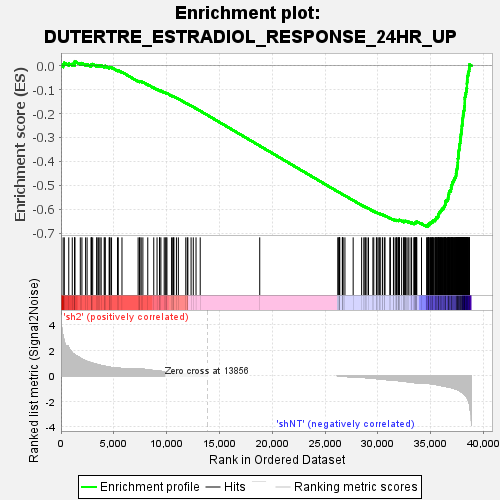 Enrichment plot:
DUTERTRE_ESTRADIOL_RESPONSE_24HR_UP
Enrichment score (ES)
0.0
-0.1
-0.2
-0.3
-0.4
-0.5
-0.6
-0.7
'sh2' (positively correlated)
Ranked list metric (Signal2Noise)
4
2
0
-2
-4
Zero cross at 13856
'shNT' (negatively correlated)
0
5,000
10,000
15,000
20,000
25,000
30,000
35,000
40,000
Rank in Ordered Dataset
Enrichment profile
Hits
Ranking metric scores